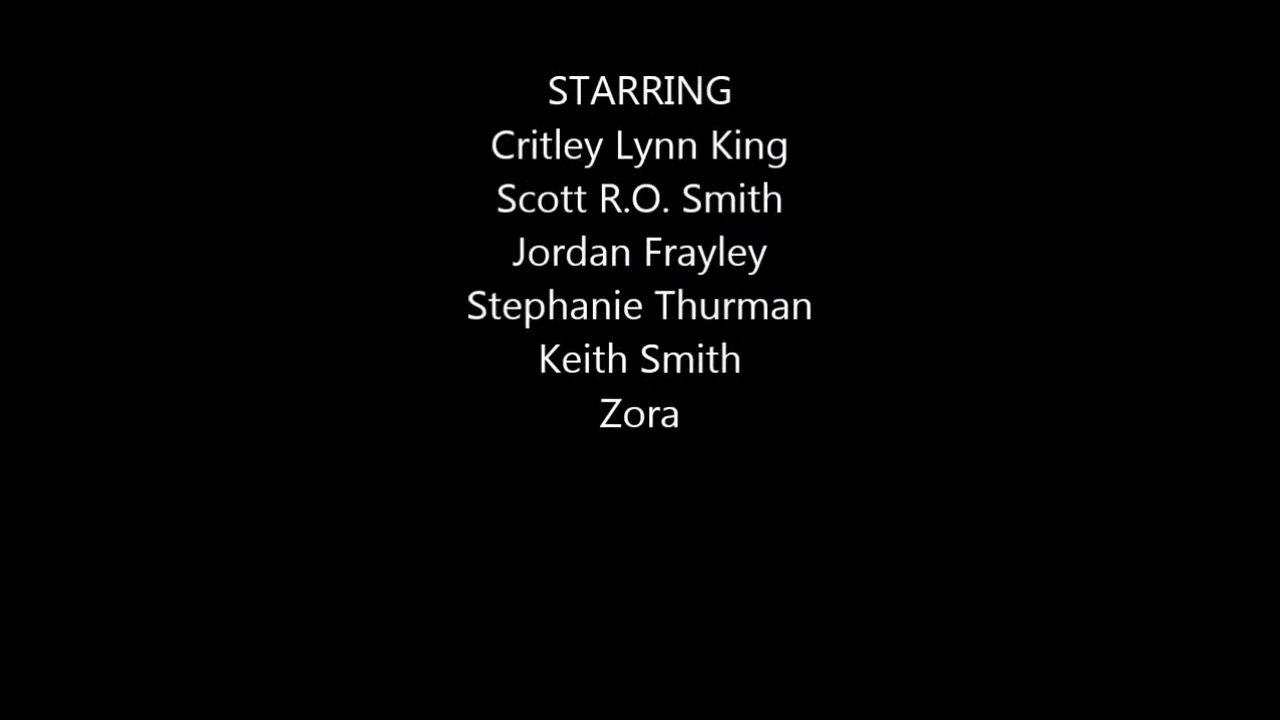 STARRING
Critley Lynn King
Scott R.O. Smith
Jordan Frayley
Stephanie Thurman
Keith Smith
Zora